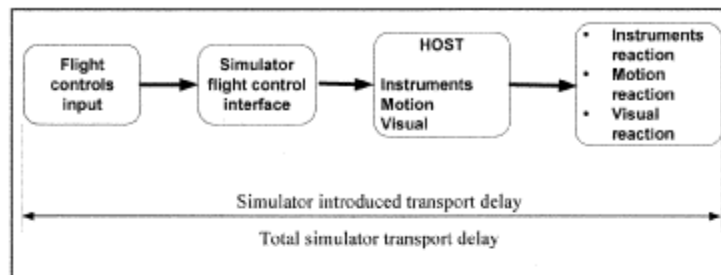 Flight
controls
input
Simulator
flight control
interface
HOST
Instruments
Motion
Visual
• Instruments
reaction
• Motion
reaction
• Visual
reaction
Simulator introduced transport delay
Total simulator transport delay